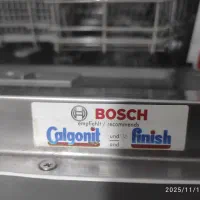 BOSCH
empfiehlt / recommends
Calgonit und finish
and
2025/11/1